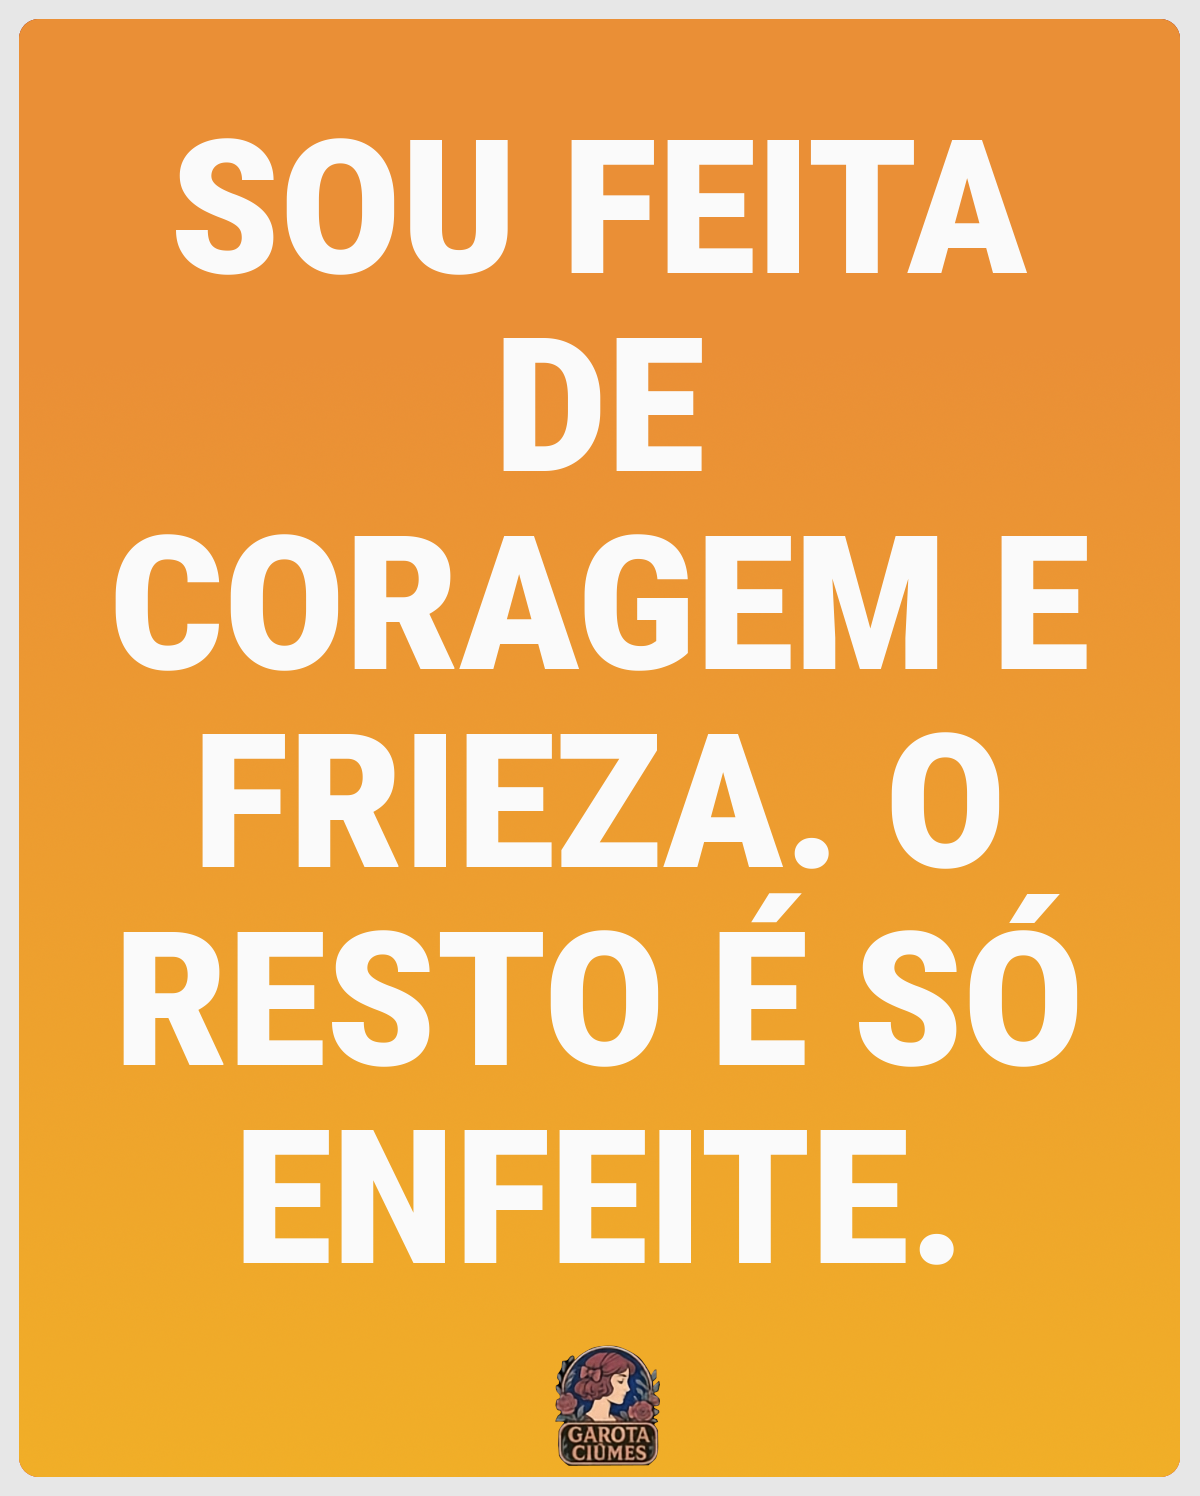 SOU FEITA
DE
CORAGEM E
FRIEZA. O
RESTO É SÓ
ENFEITE.
GAROTA
CIÚMES